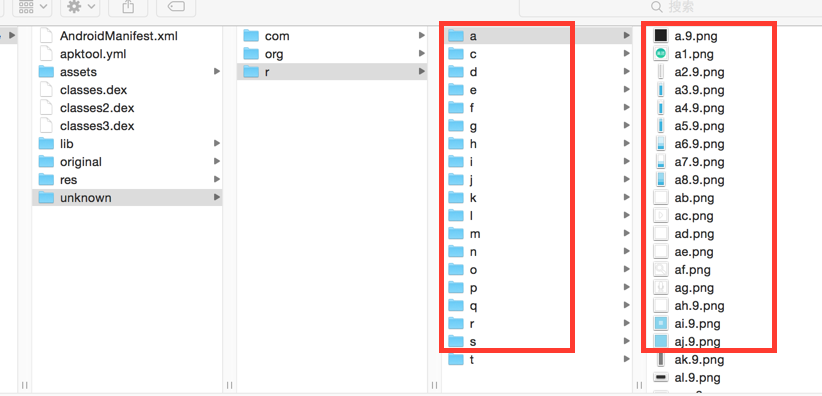 搜索
AndroidManifest.xml
apktool.yml
assets
classes.dex
classes2.dex
classes3.dex
lib
original
res
unknown
com
org
r
a
c
d
e
f
g
h
i
j
k
l
m
n
o
p
q
r
s
t
a.9.png
a1.png
a2.9.png
a3.9.png
a4.9.png
a5.9.png
a6.9.png
a7.9.png
a8.9.png
ab.png
ac.png
ad.png
ae.png
af.png
ag.png
ah.9.png
ai.9.png
aj.9.png
ak.9.png
al.9.png